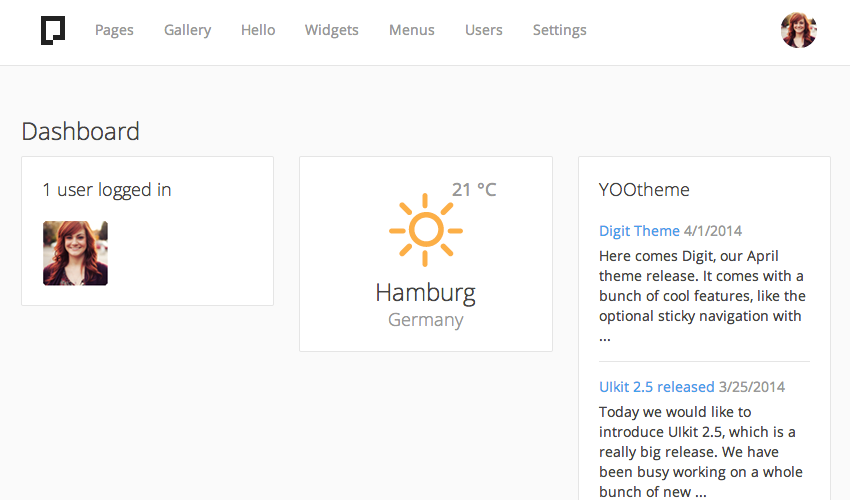 Pages Gallery Hello Widgets Menus Users Settings
Dashboard
1 user logged in
21 °C
Hamburg
Germany
YOOtheme
Digit Theme 4/1/2014
Here comes Digit, our April
theme release. It comes with a
bunch of cool features, like the
optional sticky navigation with
...
UIkit 2.5 released 3/25/2014
Today we would like to
introduce UIkit 2.5, which is a
really big release. We have
been busy working on a whole
bunch of new ...